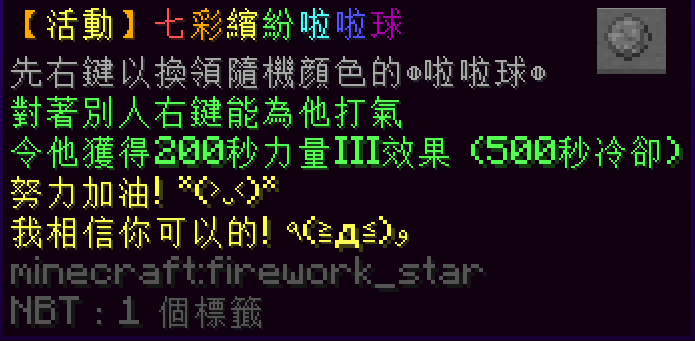 【活動】七彩繽紛啦啦球
先右鍵以換領隨機顏色的◎啦啦球◎
對著別人右鍵能為他打氣
令他獲得200秒力量III效果（500秒冷卻）
努力加油! ˣ(>ᴗ<)ˣ
我相信你可以的! ٩(≧д≦)و
minecraft:firework_star
NBT：1 個標籤